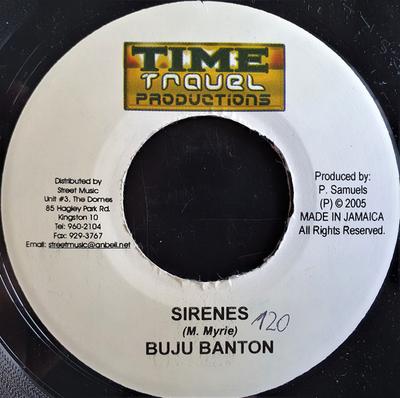 TIME
TRAVEL
PRODUCTIONS
Distributed by
Street Music
Unit #3, The Domes
85 Hagley Park Rd.
Kingston 10
Tel: 960-2104
Fax: 929-3767
Email: streetmusic@anbell.net
Produced by:
P. Samuels
(P) © 2005
MADE IN JAMAICA
All Rights Reserved.
SIRENES
(M. Myrie)
120
BUJU BANTON